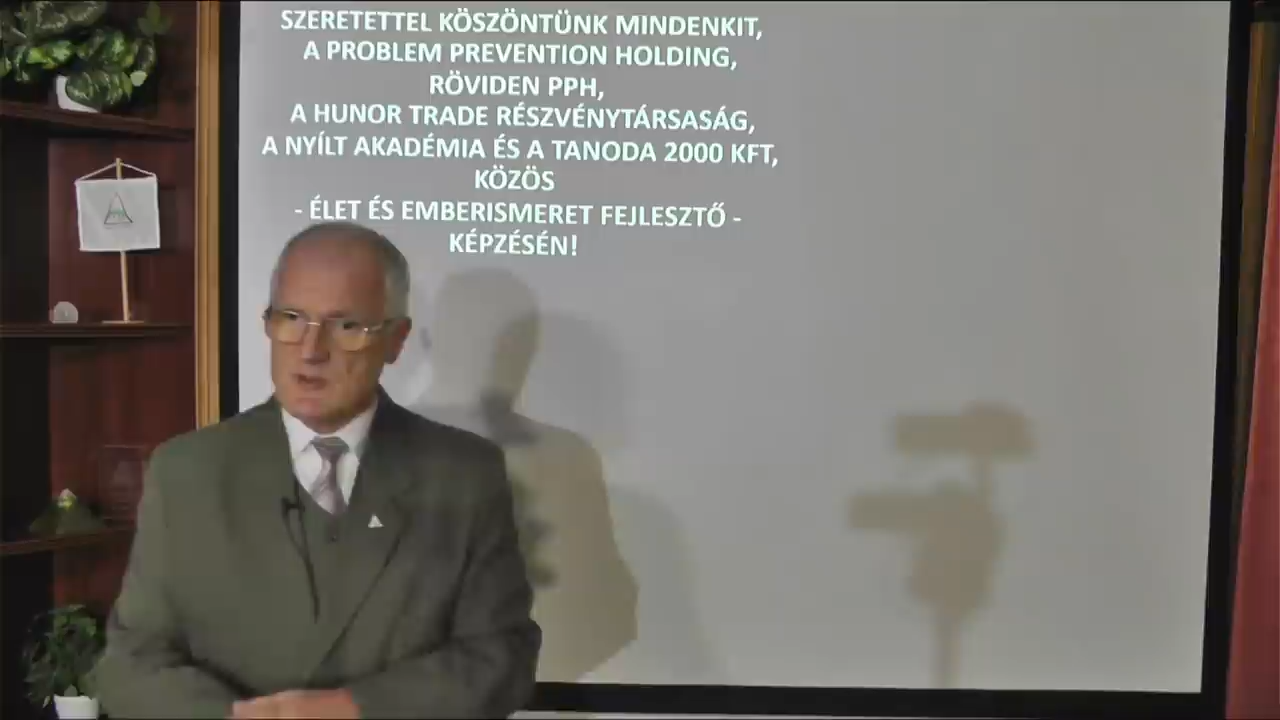 SZERETETTEL KÖSZÖNTÜNK MINDENKIT,
A PROBLEM PREVENTION HOLDING,
RÖVIDEN PPH,
A HUNOR TRADE RÉSZVÉNYTÁRSASÁG,
A NYÍLT AKADÉMIA ÉS A TANODA 2000 KFT,
KÖZÖS
- ÉLET ÉS EMBERISMERET FEJLESZTŐ -
KÉPZÉSÉN!